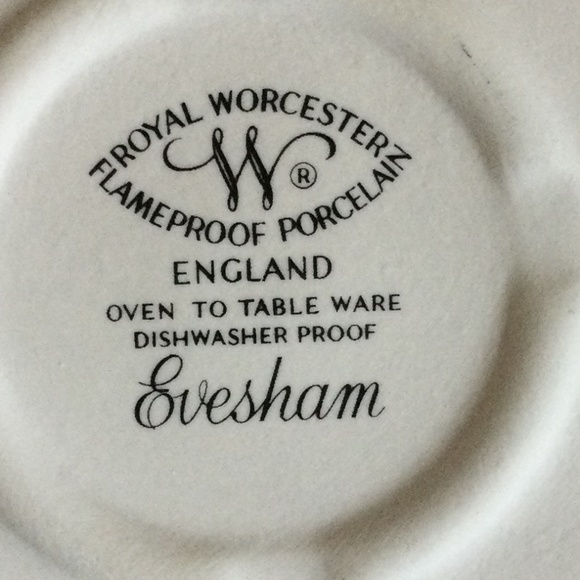 ROYAL WORCESTER
W ®
FLAMEPROOF PORCELAIN
ENGLAND
OVEN TO TABLE WARE
DISHWASHER PROOF
Evesham